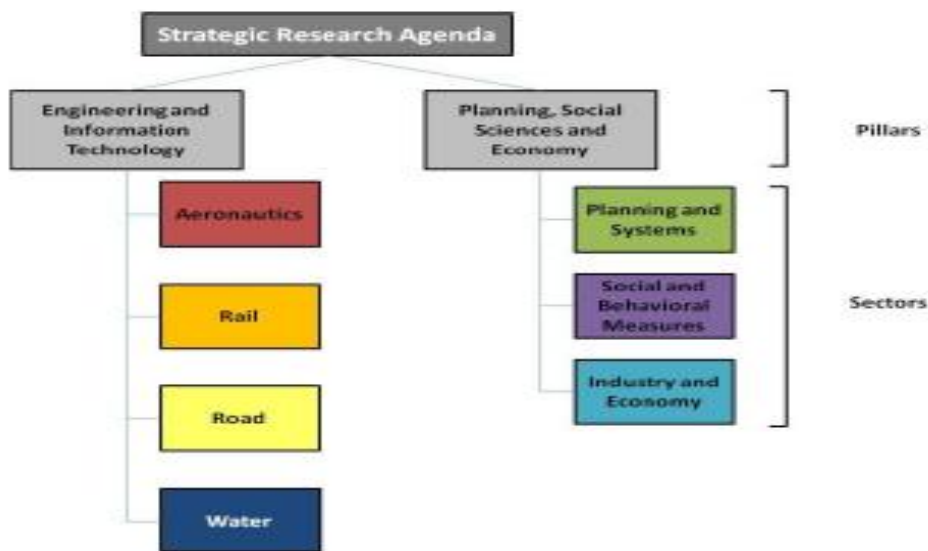 Strategic Research Agenda
Engineering and
Information
Technology
Planning, Social
Sciences and
Economy
Pillars
Aeronautics
Rail
Road
Water
Planning and
Systems
Social and
Behavioral
Measures
Industry and
Economy
Sectors